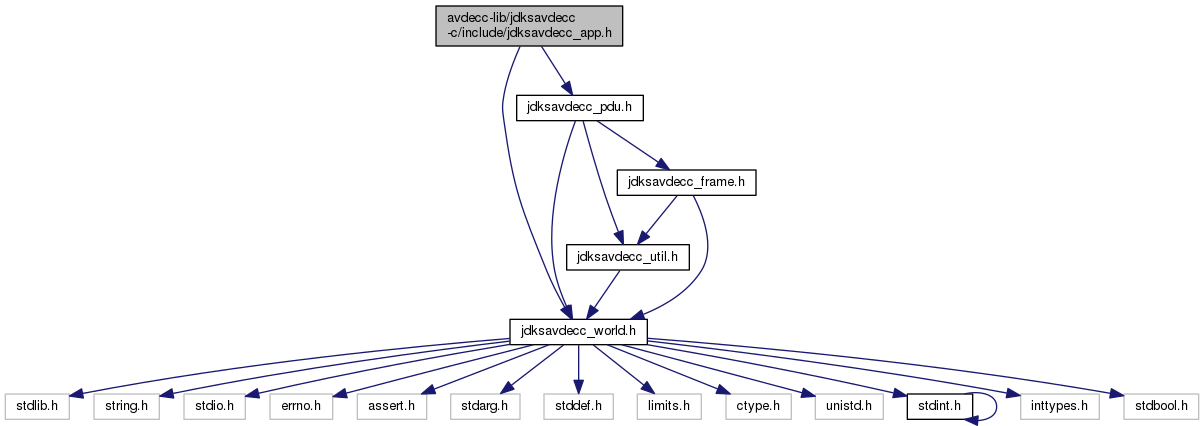 avdecc-lib/jdksavdecc
-c/include/jdksavdecc_app.h
jdksavdecc_pdu.h
jdksavdecc_frame.h
jdksavdecc_util.h
jdksavdecc_world.h
stdlib.h
string.h
stdio.h
errno.h
assert.h
stdarg.h
stddef.h
limits.h
ctype.h
unistd.h
stdint.h
inttypes.h
stdbool.h